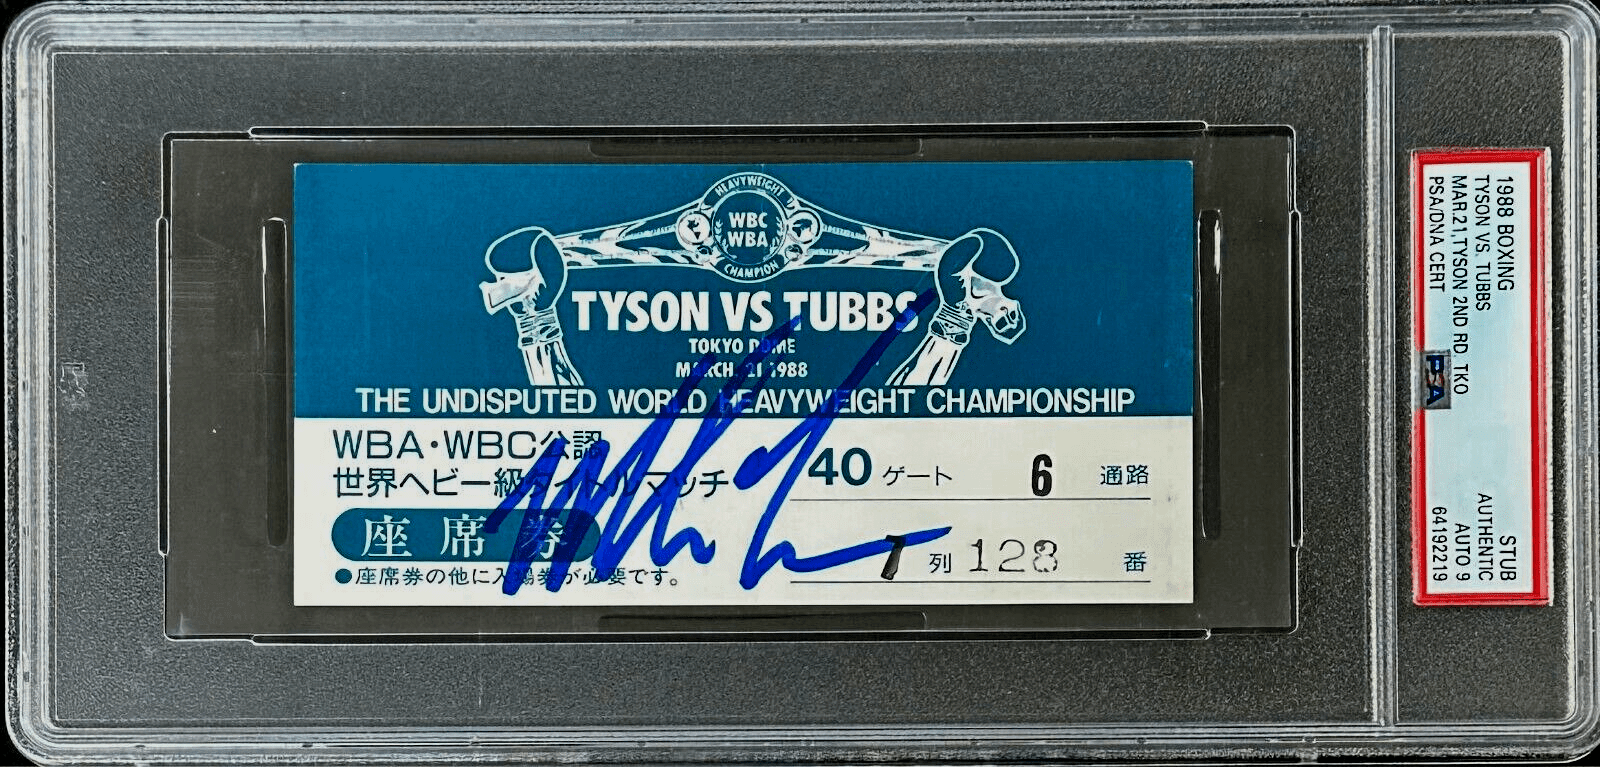 HEAVYWEIGHT
WBC
WBA
CHAMPION
TYSON VS TUBBS
TOKYO DOME
MARCH. 21 1988
THE UNDISPUTED WORLD HEAVYWEIGHT CHAMPIONSHIP
WBA・WBC公認
世界ヘビー級タイトルマッチ
座席券
●座席券の他に入場券が必要です。
40 ゲート 6 通路
7 列 128 番
1988 BOXING
TYSON VS. TUBBS
MAR.21,TYSON 2ND RD. TKO
PSA/DNA CERT
PSA
STUB
AUTHENTIC
AUTO 9
64192219